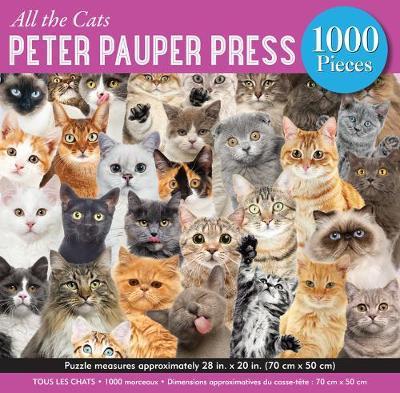 All the Cats
PETER PAUPER PRESS
1000
Pieces
Puzzle measures approximately 28 in. x 20 in. (70 cm x 50 cm)
TOUS LES CHATS • 1000 morceaux • Dimensions approximatives du casse-tête : 70 cm x 50 cm